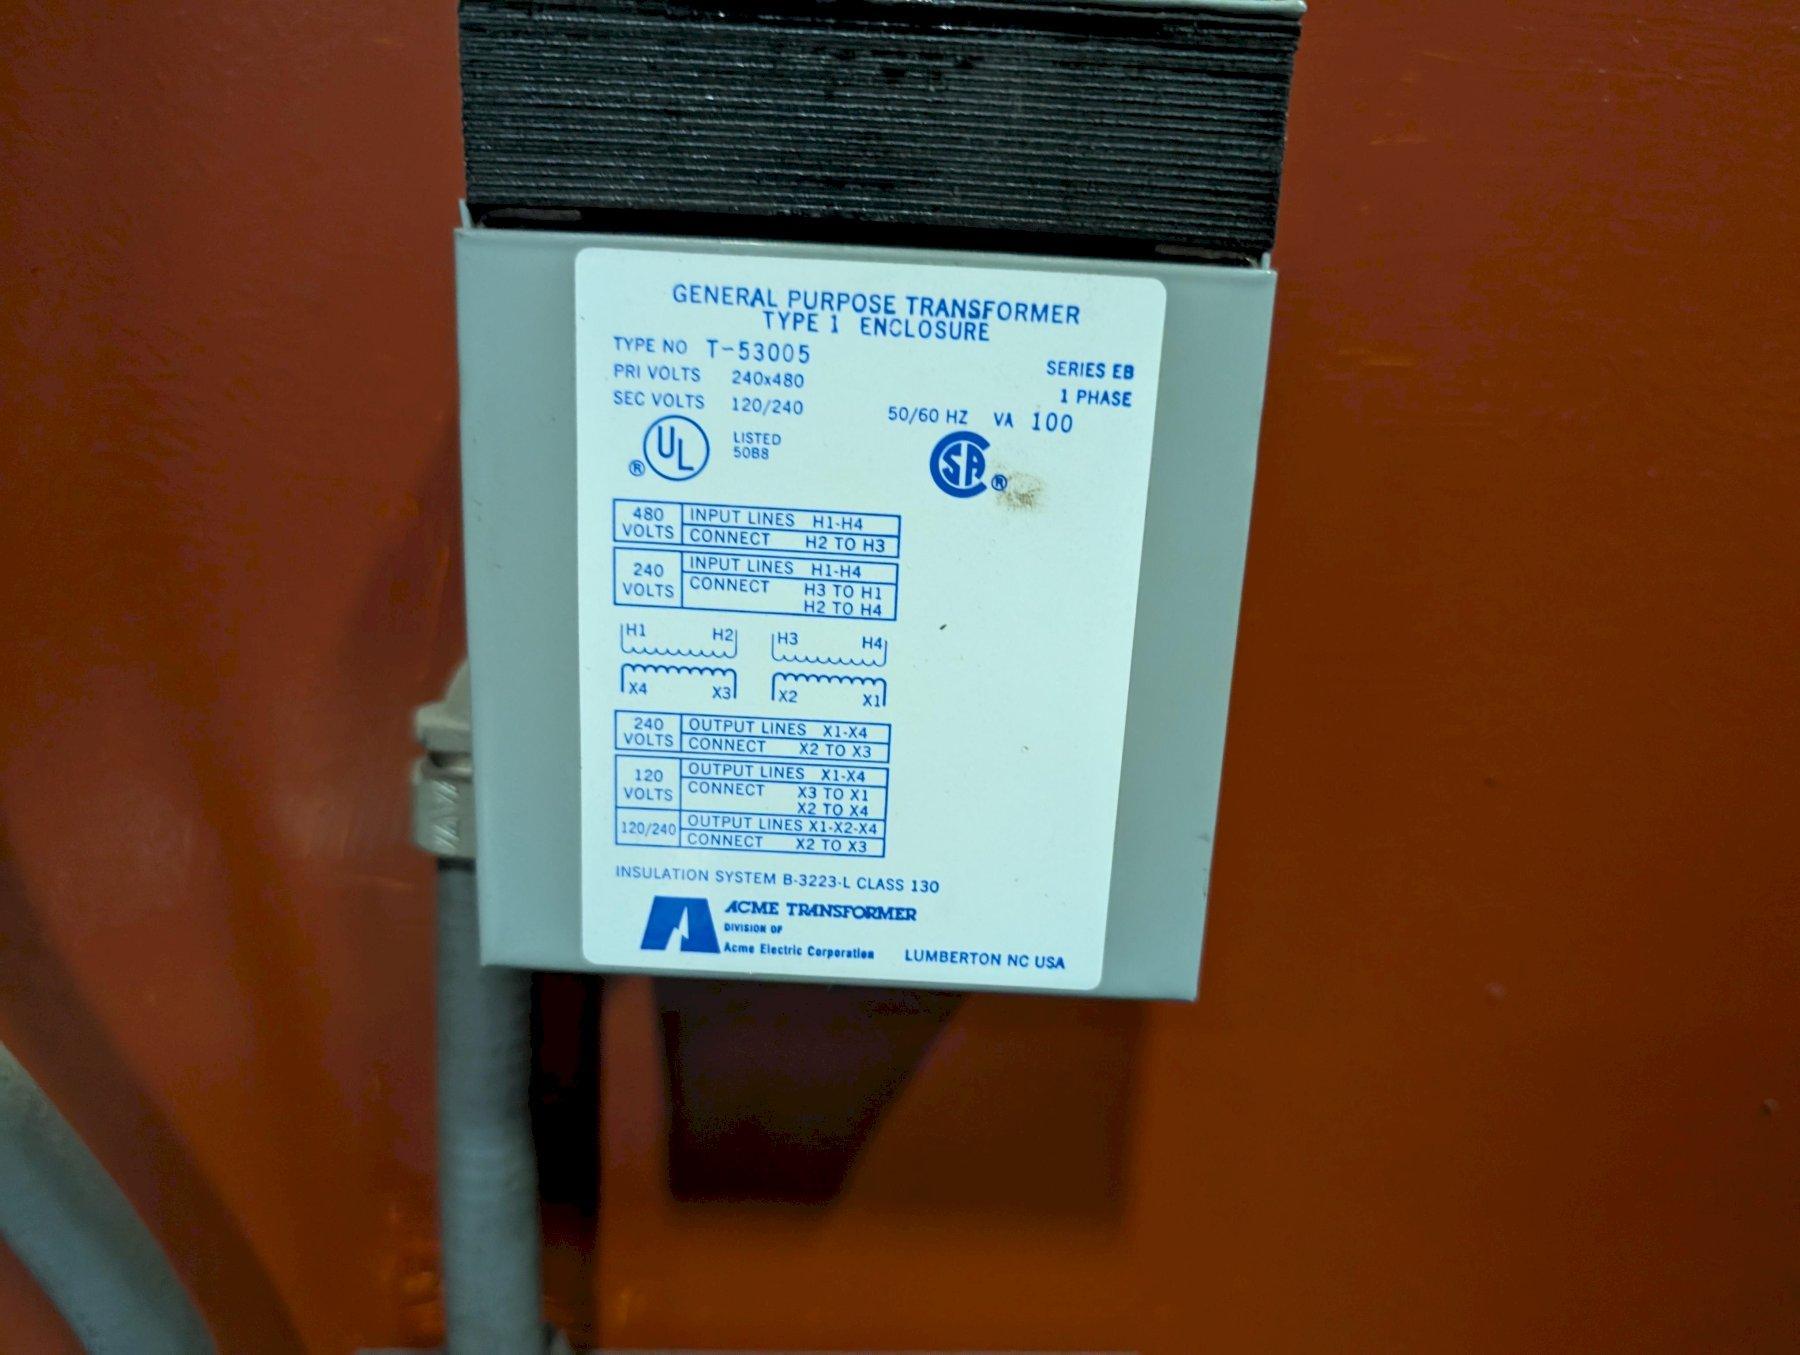 GENERAL PURPOSE TRANSFORMER
TYPE 1 ENCLOSURE
TYPE NO T-53005
SERIES EB
PRI VOLTS 240x480
1 PHASE
SEC VOLTS 120/240
50/60 HZ VA 100
UL ®
LISTED
50B8
CSA ®
480 VOLTS INPUT LINES H1-H4
CONNECT H2 TO H3
240 VOLTS INPUT LINES H1-H4
CONNECT H3 TO H1
H2 TO H4
H1 H2 H3 H4
X4 X3 X2 X1
240 VOLTS OUTPUT LINES X1-X4
CONNECT X2 TO X3
120 VOLTS OUTPUT LINES X1-X4
CONNECT X3 TO X1
X2 TO X4
120/240 OUTPUT LINES X1-X2-X4
CONNECT X2 TO X3
INSULATION SYSTEM B-3223-L CLASS 130
ACME TRANSFORMER
DIVISION OF
Acme Electric Corporation LUMBERTON NC USA